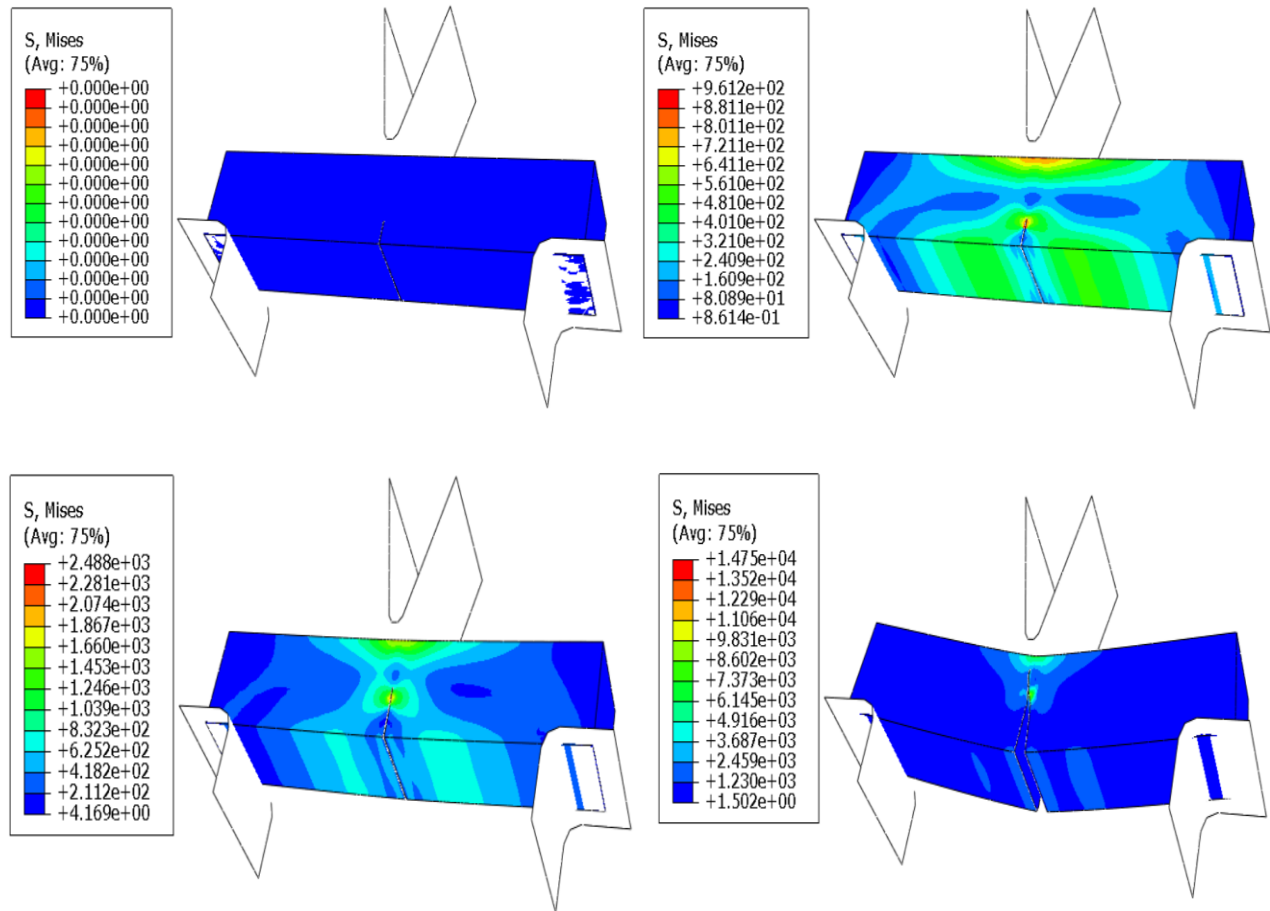 S, Mises
(Avg: 75%)
+0.000e+00
+0.000e+00
+0.000e+00
+0.000e+00
+0.000e+00
+0.000e+00
+0.000e+00
+0.000e+00
+0.000e+00
+0.000e+00
+0.000e+00
+0.000e+00
+0.000e+00
S, Mises
(Avg: 75%)
+9.612e+02
+8.811e+02
+8.011e+02
+7.211e+02
+6.411e+02
+5.610e+02
+4.810e+02
+4.010e+02
+3.210e+02
+2.409e+02
+1.609e+02
+8.089e+01
+8.614e-01
S, Mises
(Avg: 75%)
+2.488e+03
+2.281e+03
+2.074e+03
+1.867e+03
+1.660e+03
+1.453e+03
+1.246e+03
+1.039e+03
+8.323e+02
+6.252e+02
+4.182e+02
+2.112e+02
+4.169e+00
S, Mises
(Avg: 75%)
+1.475e+04
+1.352e+04
+1.229e+04
+1.106e+04
+9.831e+03
+8.602e+03
+7.373e+03
+6.145e+03
+4.916e+03
+3.687e+03
+2.459e+03
+1.230e+03
+1.502e+00